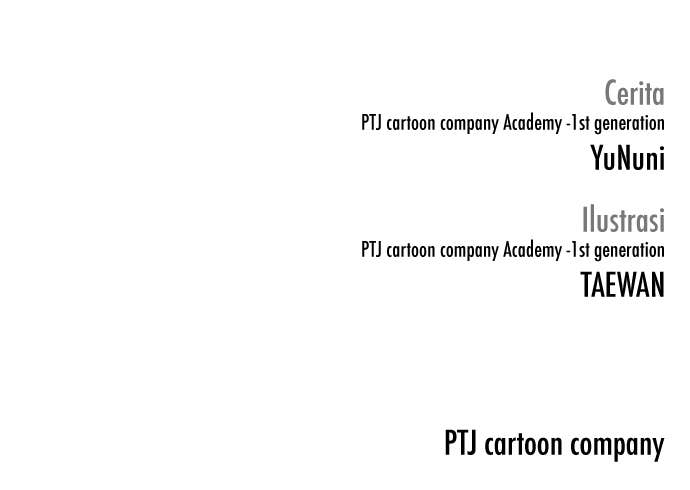 Cerita
PTJ cartoon company Academy -1st generation
YuNuni
Ilustrasi
PTJ cartoon company Academy -1st generation
TAEWAN
PTJ cartoon company